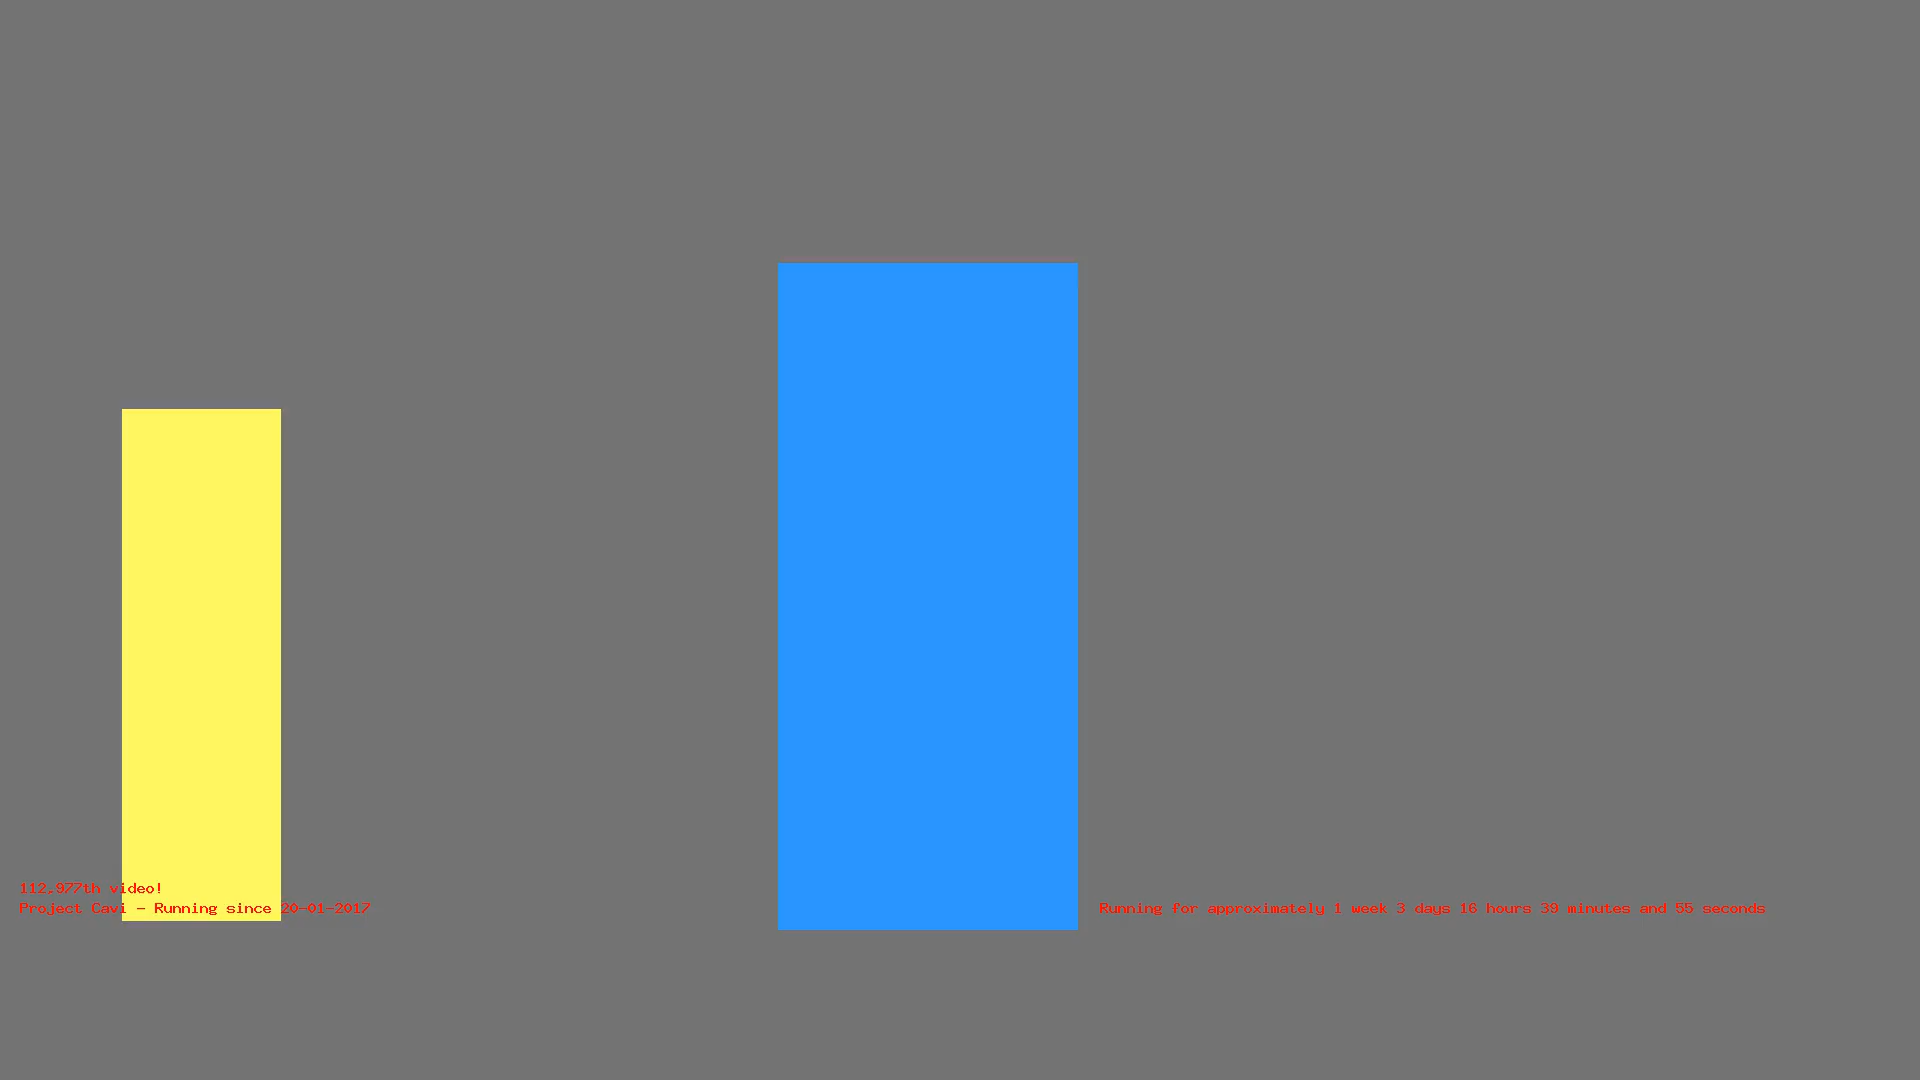 112,977th video!
Project Cavi - Running since 20-01-2017
Running for approximately 1 week 3 days 16 hours 39 minutes and 55 seconds